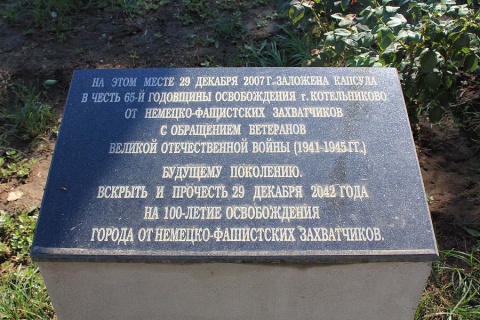 НА ЭТОМ МЕСТЕ 29 ДЕКАБРЯ 2007 Г. ЗАЛОЖЕНА КАПСУЛА
В ЧЕСТЬ 65-Й ГОДОВЩИНЫ ОСВОБОЖДЕНИЯ г. КОТЕЛЬНИКОВО
ОТ НЕМЕЦКО-ФАШИСТСКИХ ЗАХВАТЧИКОВ
С ОБРАЩЕНИЕМ ВЕТЕРАНОВ
ВЕЛИКОЙ ОТЕЧЕСТВЕННОЙ ВОЙНЫ (1941-1945.ГГ.)
БУДУЩЕМУ ПОКОЛЕНИЮ.
ВСКРЫТЬ И ПРОЧЕСТЬ 29 ДЕКАБРЯ 2042 ГОДА
НА 100-ЛЕТИЕ ОСВОБОЖДЕНИЯ
ГОРОДА ОТ НЕМЕЦКО-ФАШИСТСКИХ ЗАХВАТЧИКОВ.